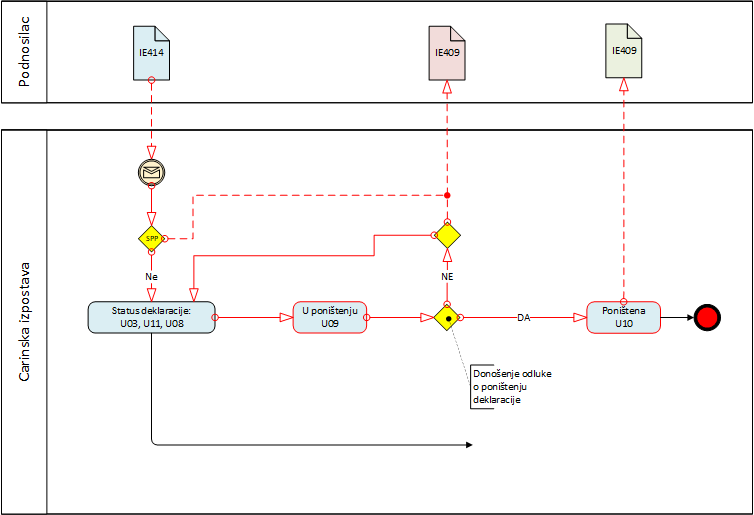 Podnosilac
IE414
IE409
IE409
Carinska izpostava
SPP
Ne
NE
Status deklaracije:
U03, U11, U08
U poništenju
U09
DA
Poništena
U10
Donošenje odluke
o poništenju
deklaracije